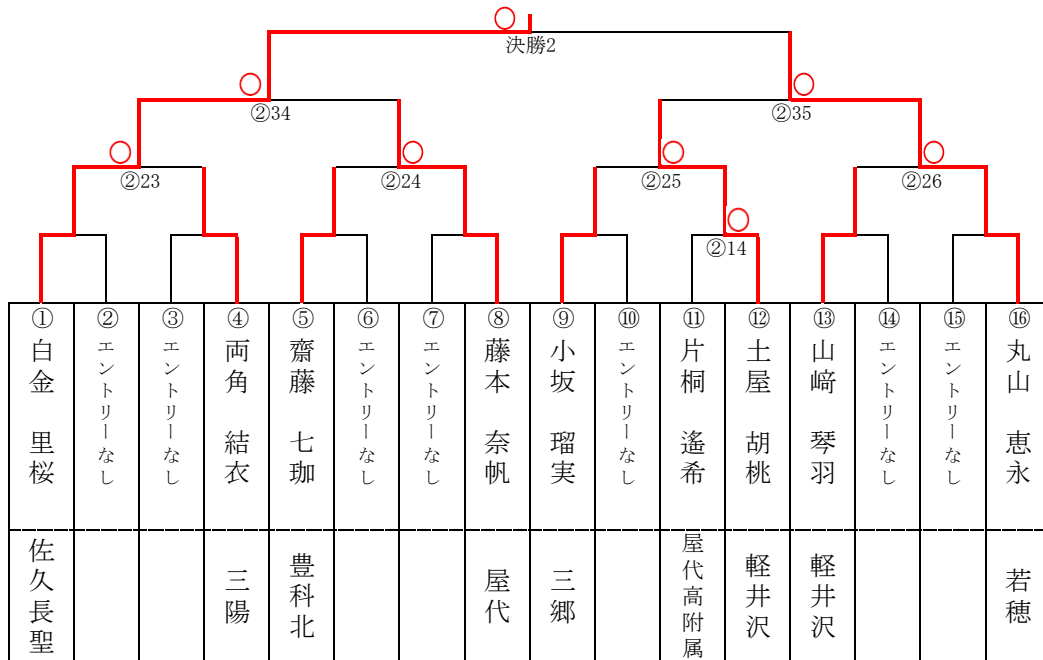 決勝2
②34
②35
②23
②24
②25
②26
②14
①
白金 里桜
佐久長聖
②
エントリーなし
③
エントリーなし
④
両角 結衣
三陽
⑤
齋藤 七珈
豊科北
⑥
エントリーなし
⑦
エントリーなし
⑧
藤本 奈帆
屋代
⑨
小坂 瑠実
三郷
⑩
エントリーなし
⑪
片桐 遙希
屋代高附属
⑫
土屋 胡桃
軽井沢
⑬
山﨑 琴羽
軽井沢
⑭
エントリーなし
⑮
エントリーなし
⑯
丸山 恵永
若穂